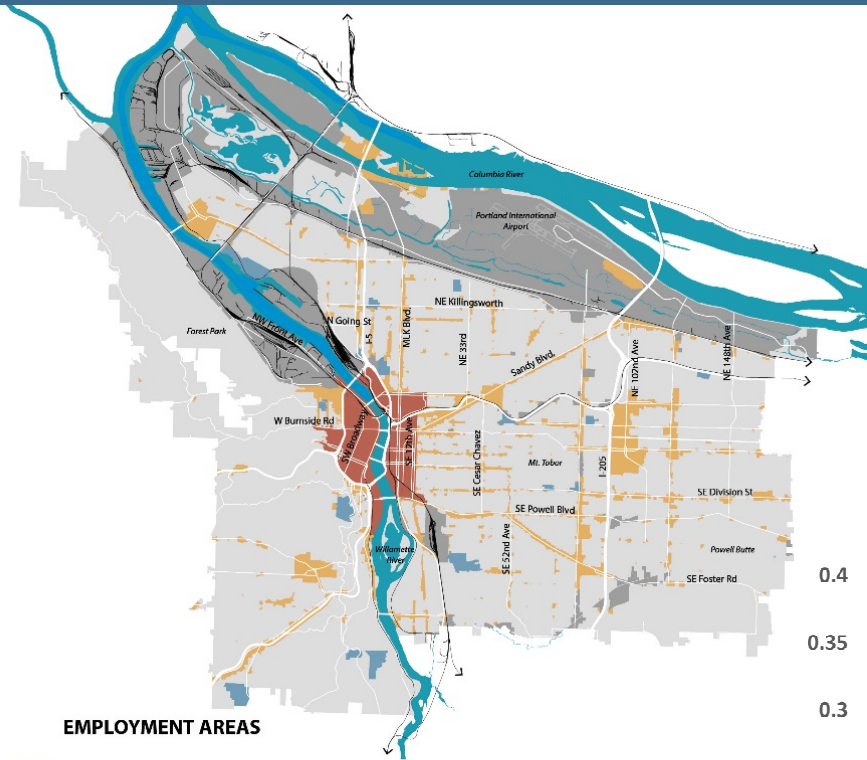 Columbia River
Portland International
Airport
NE Killingsworth
N Going St
I-5
MLK Blvd.
NE 33rd
Sandy Blvd.
NE 102nd Ave
NE 148th Ave
Forest Park
NW Front Ave
W Burnside Rd
SW Broadway
SE 12th Ave
SE Cesar Chavez
Mt. Tabor
I-205
SE Division St
SE Powell Blvd
SE 52nd Ave
Willamette
River
Powell Butte
SE Foster Rd
0.4
0.35
0.3
EMPLOYMENT AREAS